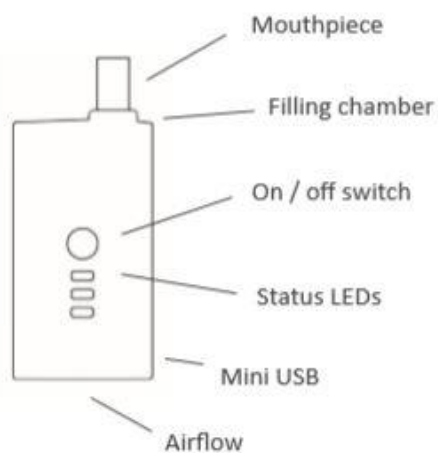 Mouthpiece
Filling chamber
On / off switch
Status LEDs
Mini USB
Airflow